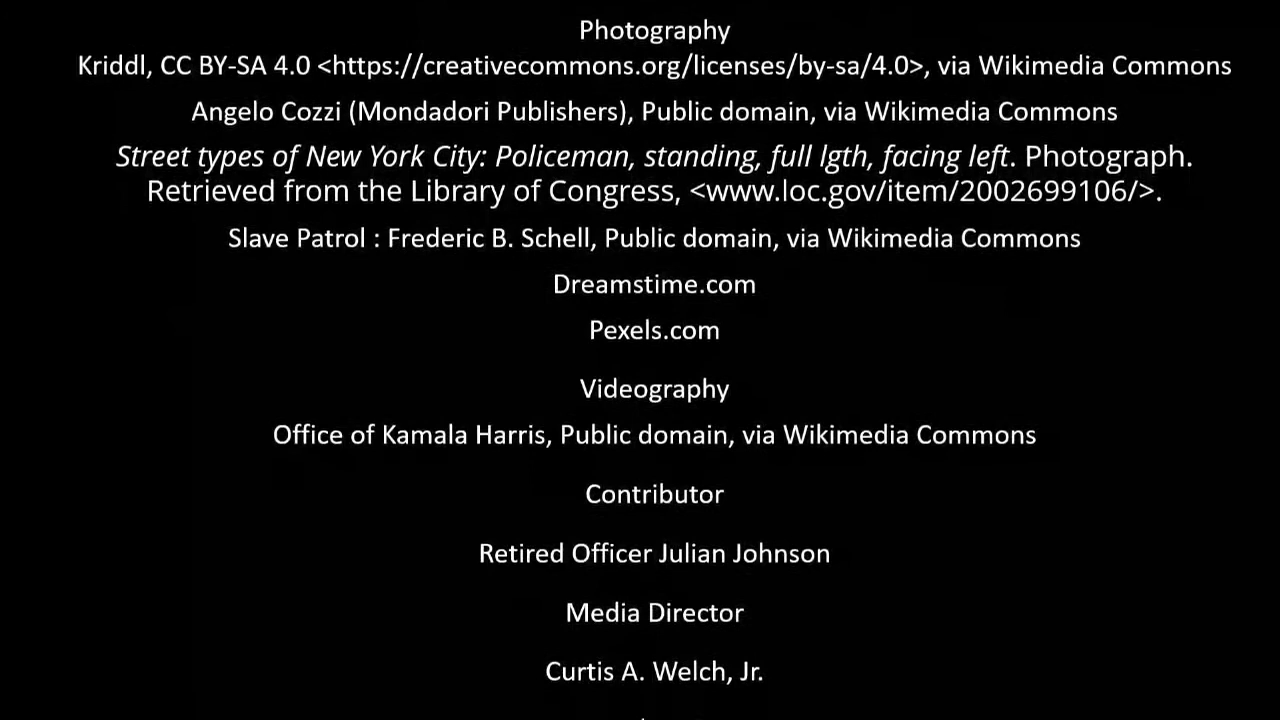 Photography
Kriddl, CC BY-SA 4.0 <https://creativecommons.org/licenses/by-sa/4.0>, via Wikimedia Commons
Angelo Cozzi (Mondadori Publishers), Public domain, via Wikimedia Commons
Street types of New York City: Policeman, standing, full lgth, facing left. Photograph.
Retrieved from the Library of Congress, <www.loc.gov/item/2002699106/>.
Slave Patrol : Frederic B. Schell, Public domain, via Wikimedia Commons
Dreamstime.com
Pexels.com
Videography
Office of Kamala Harris, Public domain, via Wikimedia Commons
Contributor
Retired Officer Julian Johnson
Media Director
Curtis A. Welch, Jr.